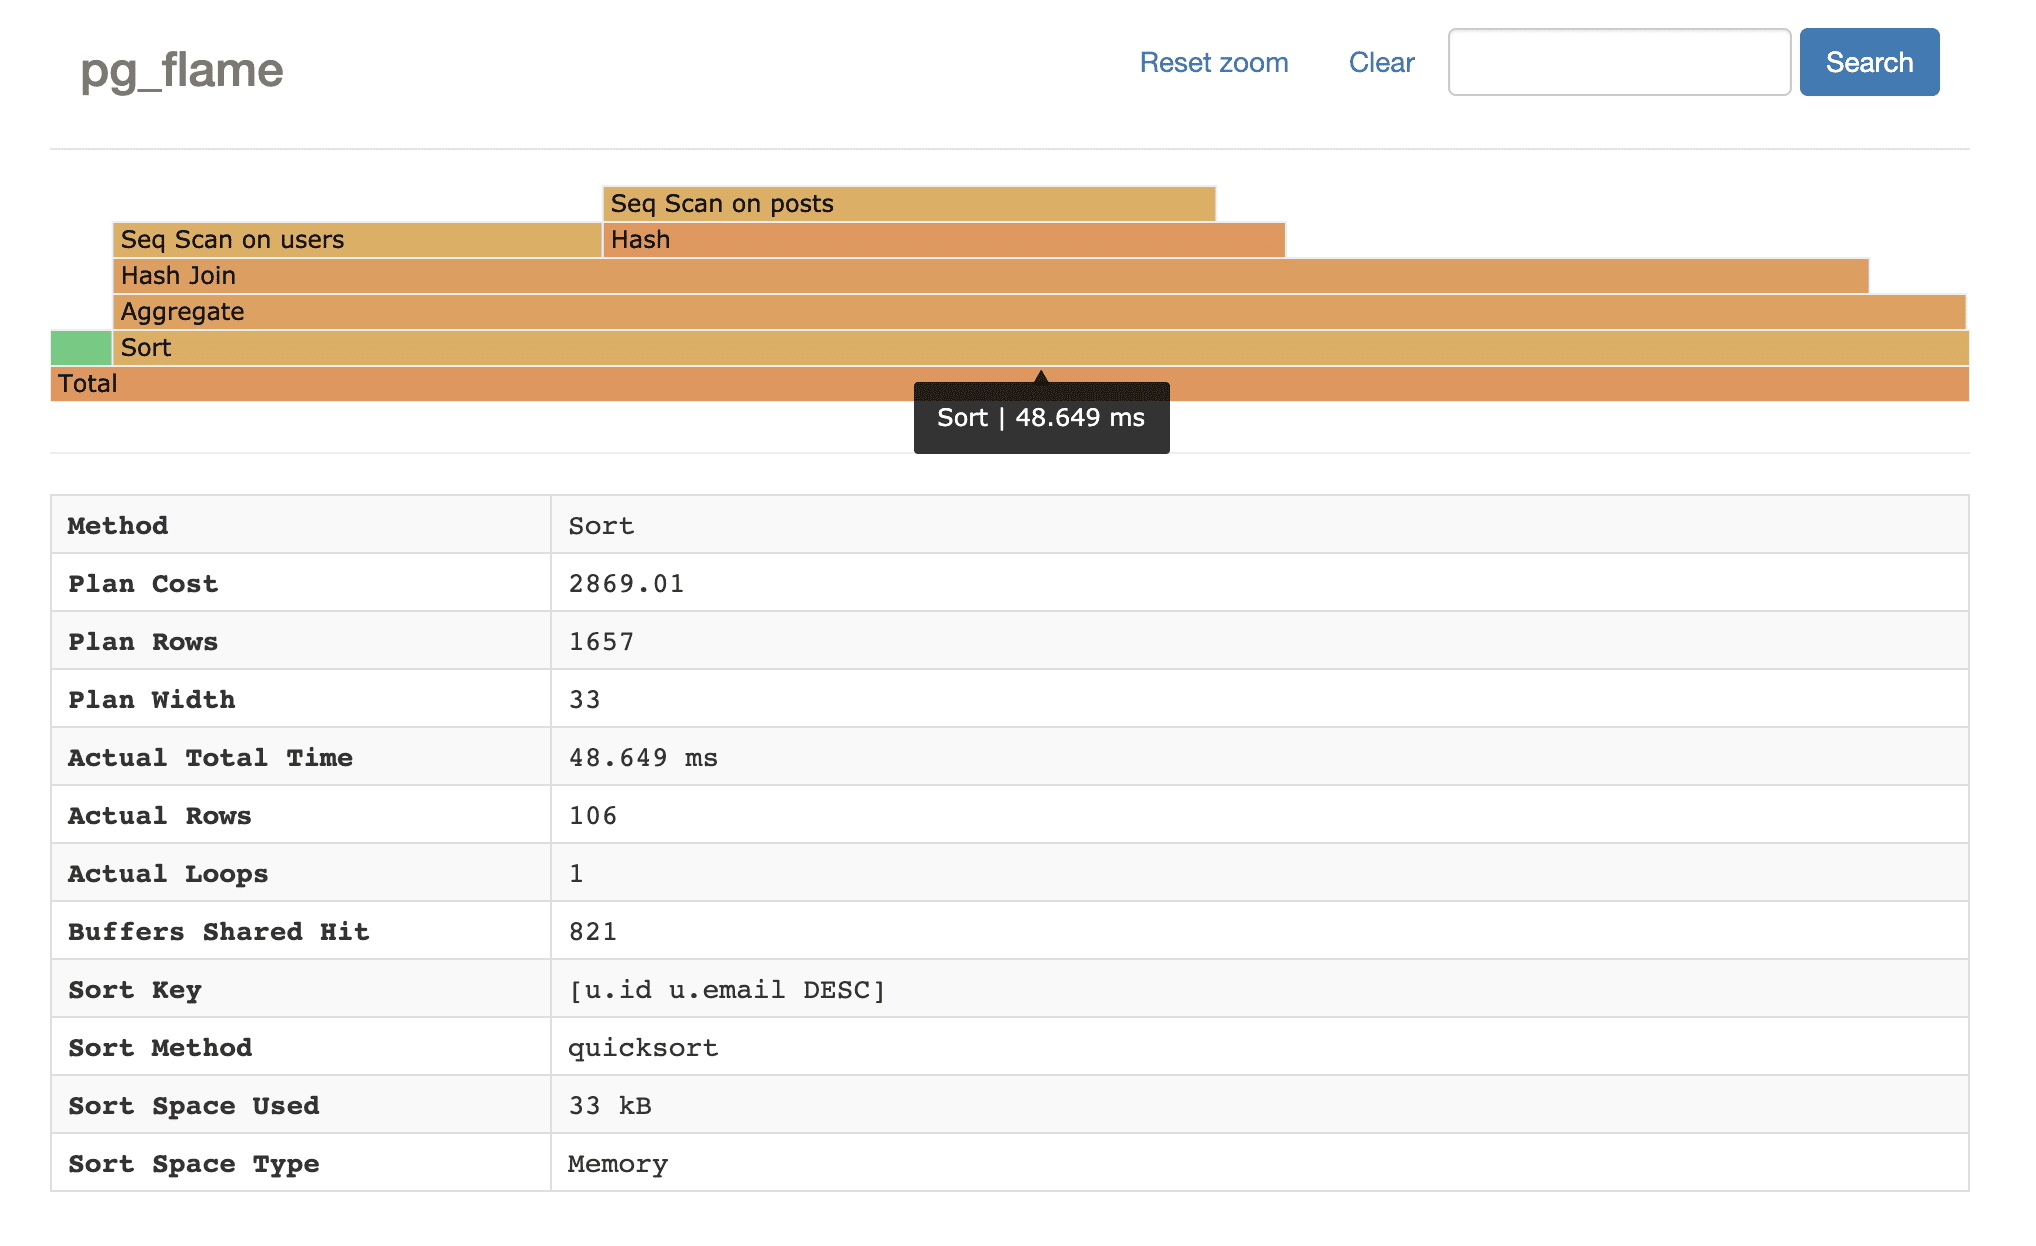 pg_flame
Reset zoom Clear Search
Seq Scan on posts
Seq Scan on users Hash
Hash Join
Aggregate
Sort
Total
Sort | 48.649 ms
Method Sort
Plan Cost 2869.01
Plan Rows 1657
Plan Width 33
Actual Total Time 48.649 ms
Actual Rows 106
Actual Loops 1
Buffers Shared Hit 821
Sort Key [u.id u.email DESC]
Sort Method quicksort
Sort Space Used 33 kB
Sort Space Type Memory